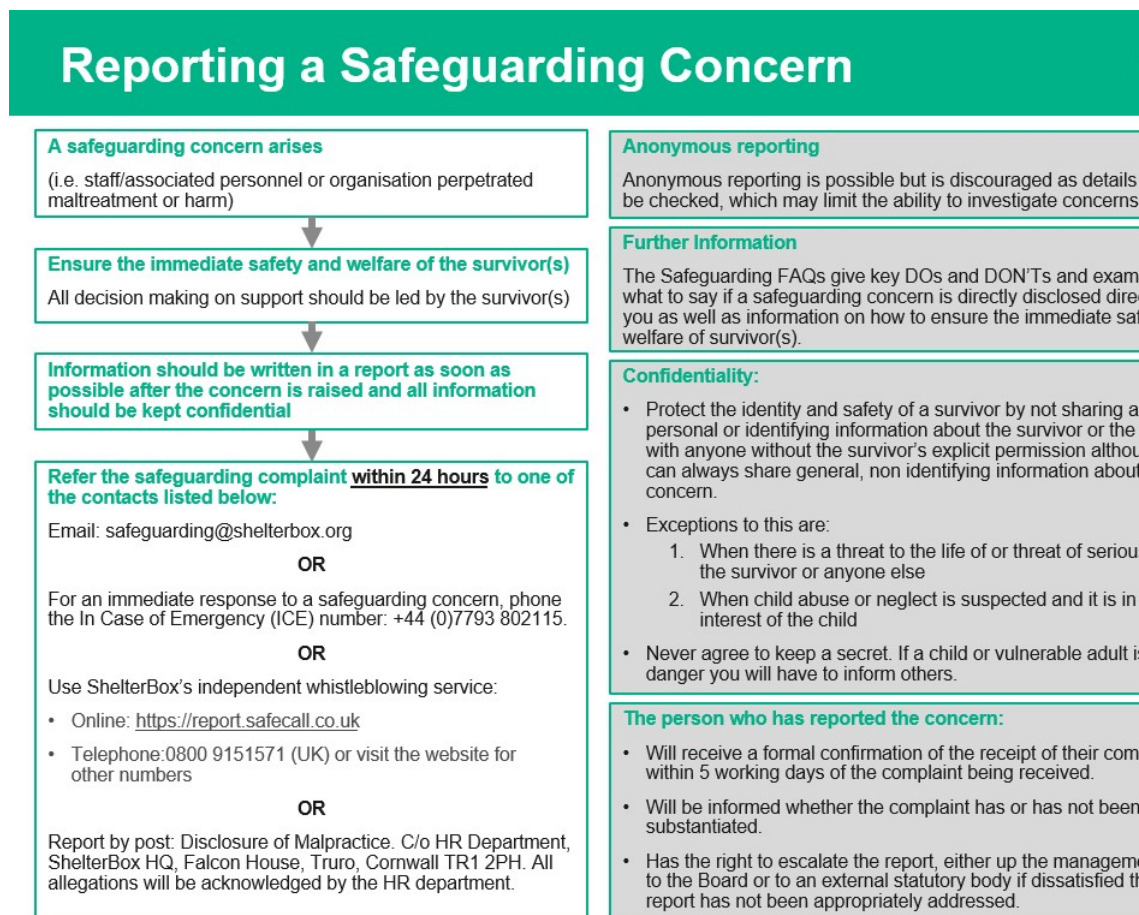 Reporting a Safeguarding Concern
A safeguarding concern arises
(i.e. staff/associated personnel or organisation perpetrated
maltreatment or harm)
Ensure the immediate safety and welfare of the survivor(s)
All decision making on support should be led by the survivor(s)
Information should be written in a report as soon as
possible after the concern is raised and all information
should be kept confidential
Refer the safeguarding complaint within 24 hours to one of
the contacts listed below:
Email: safeguarding@shelterbox.org
OR
For an immediate response to a safeguarding concern, phone
the In Case of Emergency (ICE) number: +44 (0)7793 802115.
OR
Use ShelterBox’s independent whistleblowing service:
• Online: https://report.safecall.co.uk
• Telephone:0800 9151571 (UK) or visit the website for
other numbers
OR
Report by post: Disclosure of Malpractice. C/o HR Department,
ShelterBox HQ, Falcon House, Truro, Cornwall TR1 2PH. All
allegations will be acknowledged by the HR department.
Anonymous reporting
Anonymous reporting is possible but is discouraged as details
be checked, which may limit the ability to investigate concerns
Further Information
The Safeguarding FAQs give key DOs and DON’Ts and
what to say if a safeguarding concern is directly disclosed
you as well as information on how to ensure the immediate
welfare of survivor(s).
Confidentiality:
• Protect the identity and safety of a survivor by not sharing
personal or identifying information about the survivor or the
with anyone without the survivor’s explicit permission
can always share general, non identifying information about
concern.
• Exceptions to this are:
1. When there is a threat to the life of or threat of
the survivor or anyone else
2. When child abuse or neglect is suspected and it is in
interest of the child
• Never agree to keep a secret. If a child or vulnerable adult
danger you will have to inform others.
The person who has reported the concern:
• Will receive a formal confirmation of the receipt of their
within 5 working days of the complaint being received.
• Will be informed whether the complaint has or has not been
substantiated.
• Has the right to escalate the report, either up the
to the Board or to an external statutory body if dissatisfied
report has not been appropriately addressed.